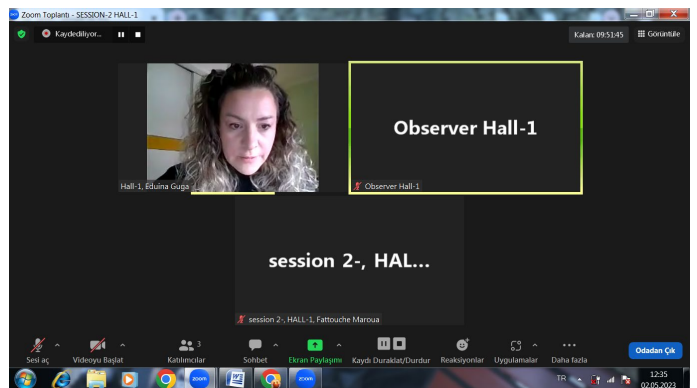 Zoom Toplantı - SESSION-2 HALL-1
Kaydediliyor...
Kalan: 09:51:45
Görüntüle
Observer Hall-1
Hall-1, Eduina Guga
Observer Hall-1
session 2-, HAL...
session 2-, HALL-1, Fattouche Maroua
3
Sesi aç
Videoyu Başlat
Katılımcılar
Sohbet
Ekran Paylaşımı
Kaydı Duraklat/Durdur
Reaksiyonlar
Uygulamalar
Daha fazla
Odadan Çık
zoom
zoom
TR
12:35
02.05.2023